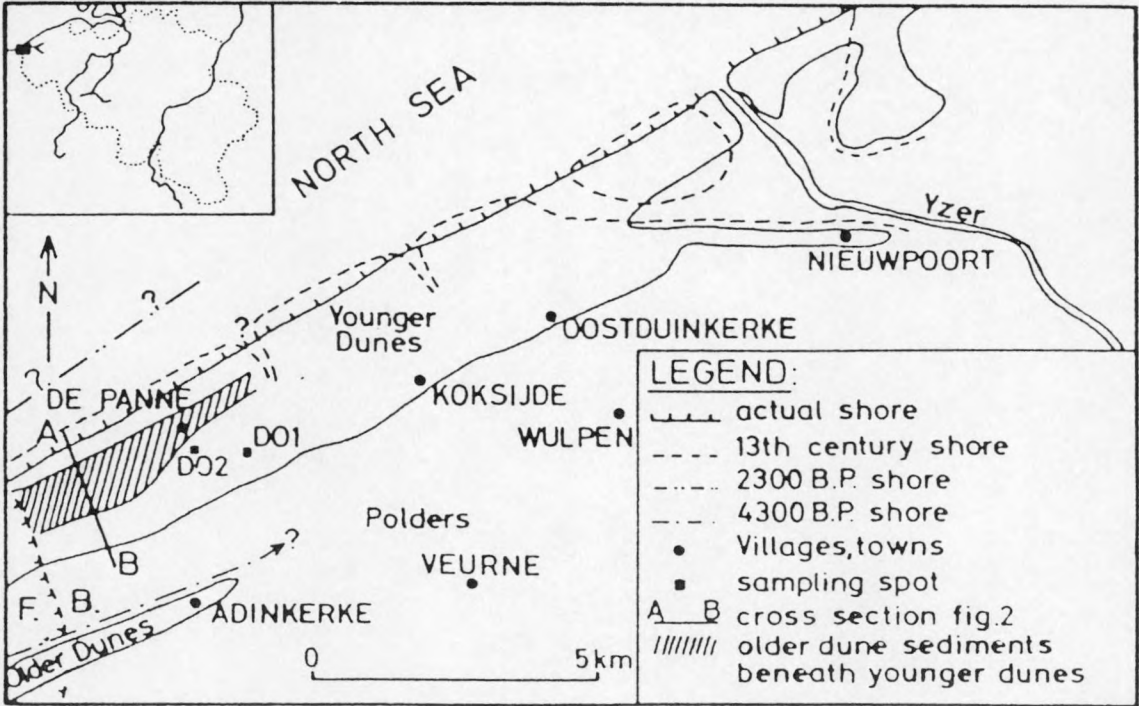 NORTH SEA
N
?
?
?
?
Younger
Dunes
Yzer
NIEUWPOORT
OOSTDUINKERKE
KOKSIJDE
WULPEN
DE PANNE
A
DO1
DO2
B
Polders
VEURNE
F. B.
ADINKERKE
Older Dynes
0 5km
LEGEND:
actual shore
13th century shore
2300 B.P. shore
4300 B.P. shore
Villages, towns
sampling spot
A B cross section fig.2
older dune sediments
beneath younger dunes